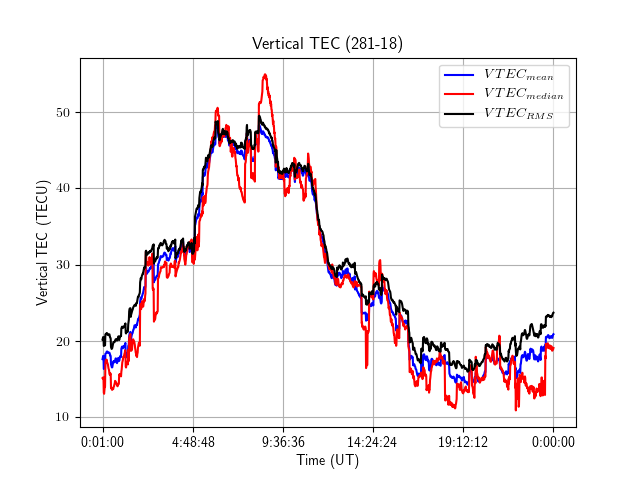 Vertical TEC (281-18)
VTEC_mean
VTEC_median
VTEC_RMS
50
40
30
20
10
Vertical TEC (TECU)
0:01:00 4:48:48 9:36:36 14:24:24 19:12:12 0:00:00
Time (UT)